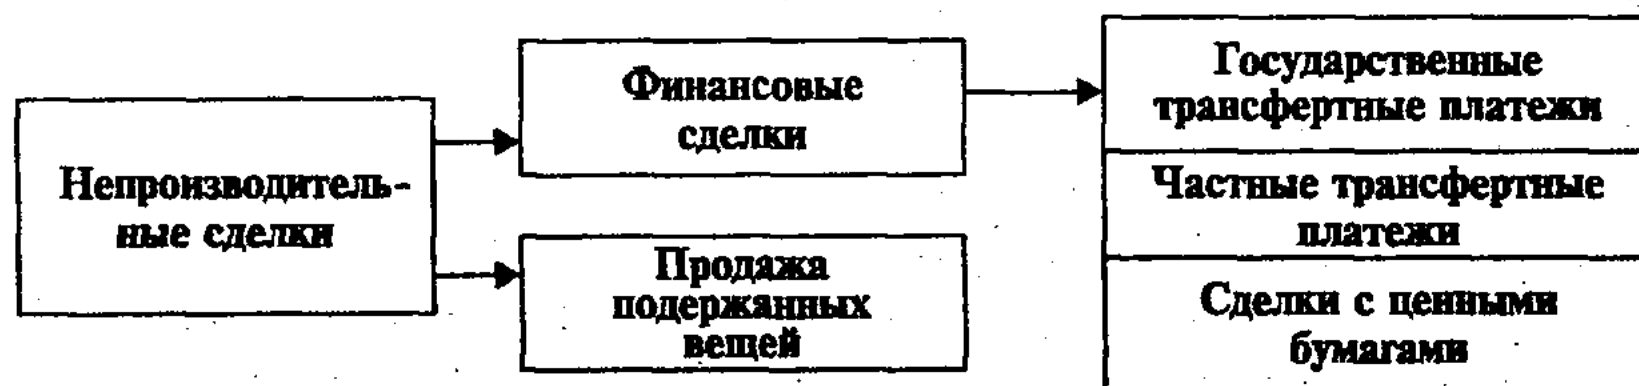 Непроизводитель-
ные сделки
Финансовые
сделки
Продажа
подержанных
вещей
Государственные
трансфертные платежи
Частные трансфертные
платежи
Сделки с ценными
бумагами